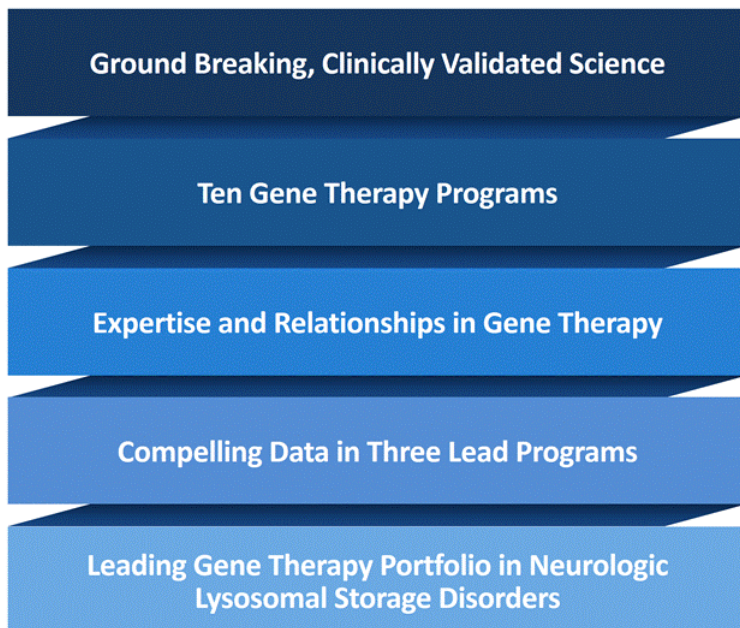 Ground Breaking, Clinically Validated Science
Ten Gene Therapy Programs
Expertise and Relationships in Gene Therapy
Compelling Data in Three Lead Programs
Leading Gene Therapy Portfolio in Neurologic
Lysosomal Storage Disorders